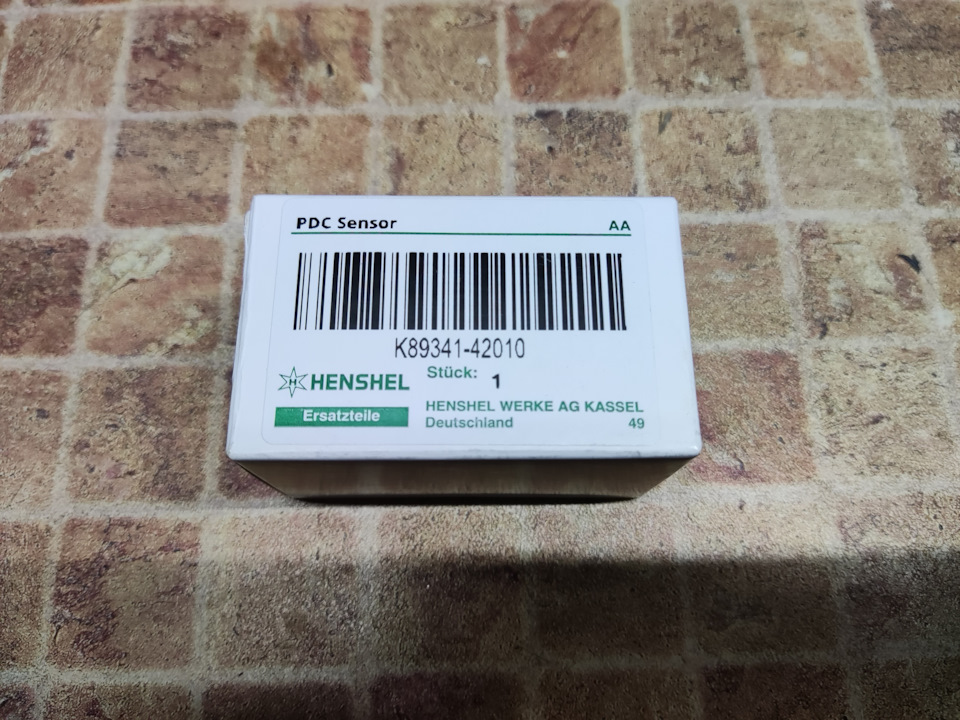 PDC Sensor AA
K89341-42010
H HENSHEL Stück: 1
Ersatzteile HENSHEL WERKE AG KASSEL
Deutschland 49